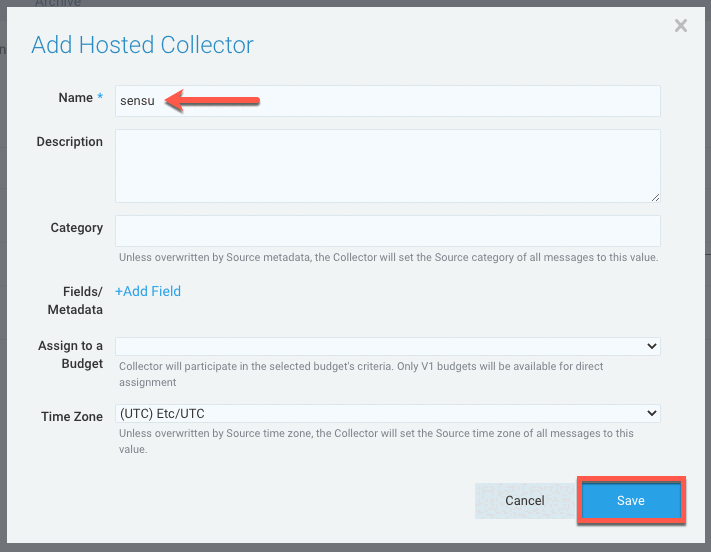 Archive
Add Hosted Collector
×
Name *
sensu
Description
Category
Unless overwritten by Source metadata, the Collector will set the Source category of all messages to this value.
Fields/
Metadata
+Add Field
Assign to a
Budget
Collector will participate in the selected budget's criteria. Only V1 budgets will be available for direct
assignment
Time Zone
(UTC) Etc/UTC
Unless overwritten by Source time zone, the Collector will set the Source time zone of all messages to this
value.
Cancel
Save